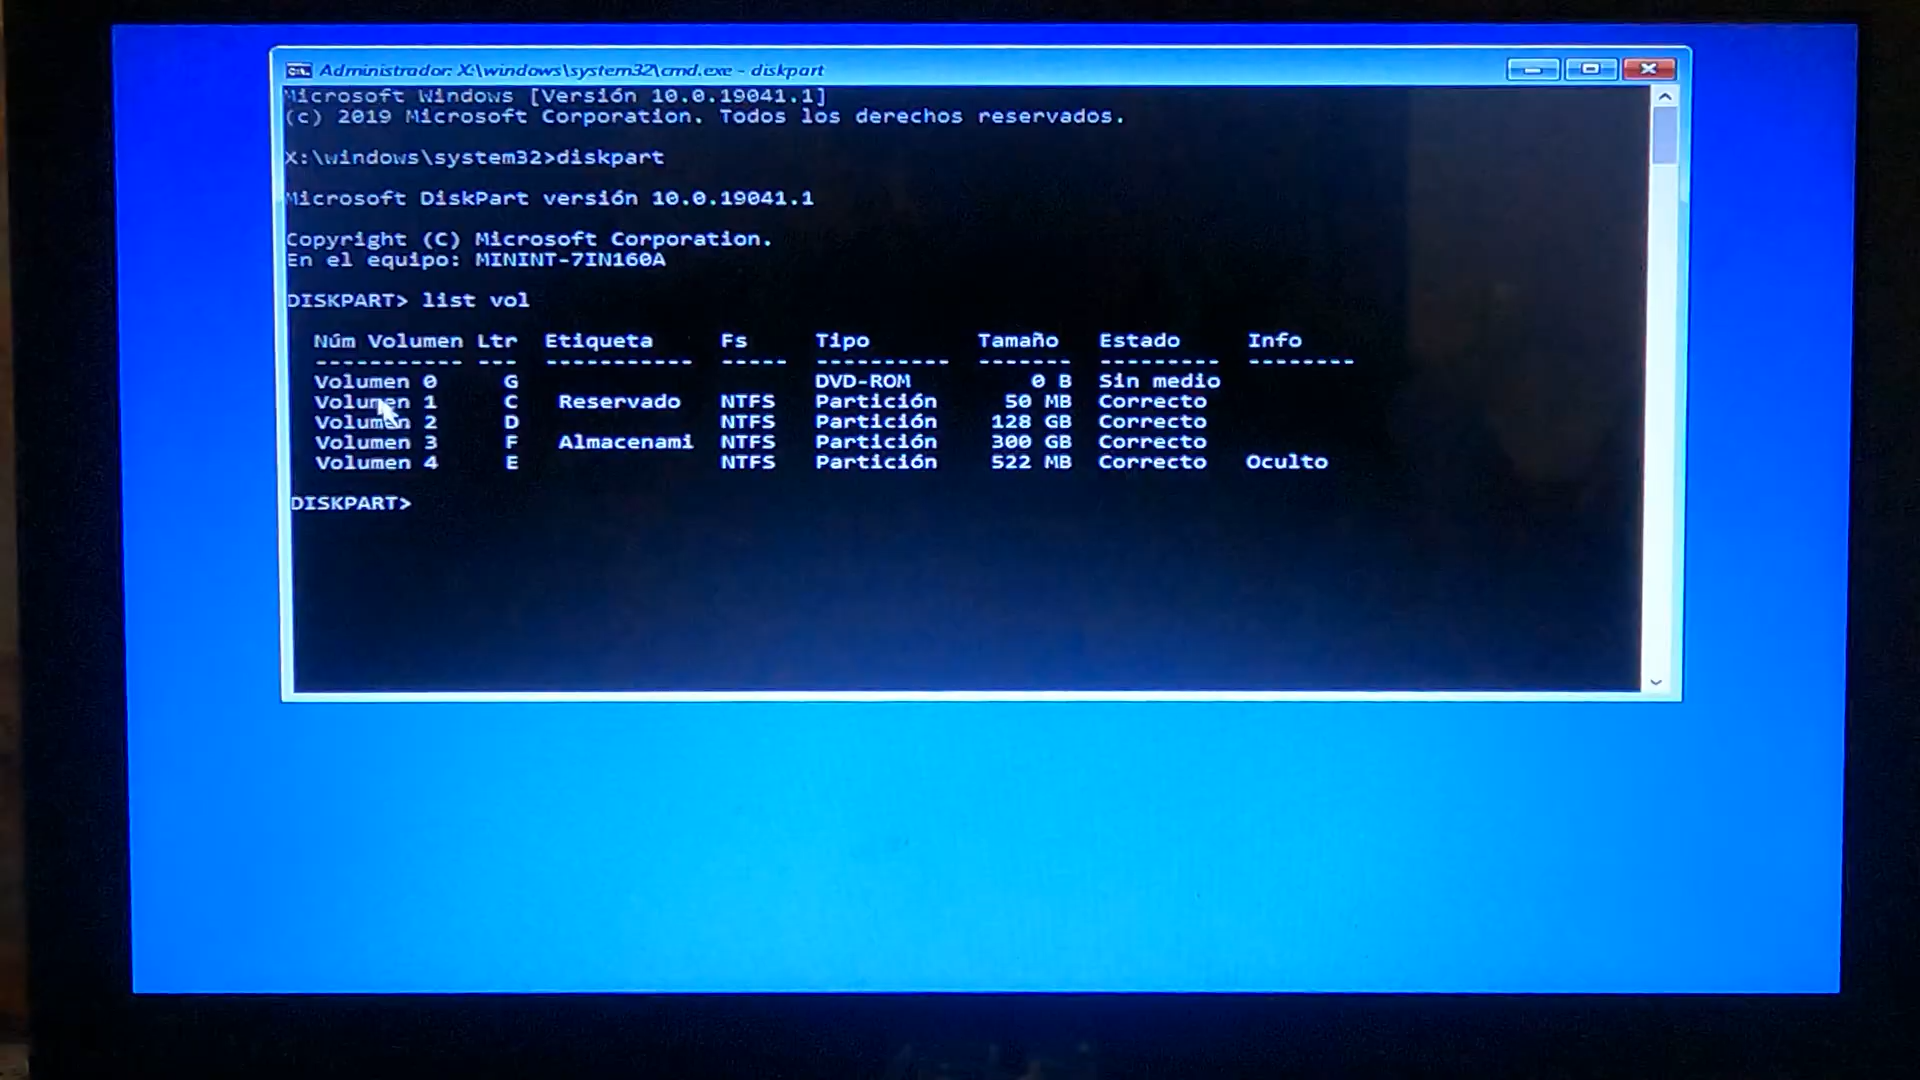 Administrador: X:\windows\system32\cmd.exe - diskpart
Microsoft Windows [Versión 10.0.19041.1]
(c) 2019 Microsoft Corporation. Todos los derechos reservados.
X:\windows\system32>diskpart
Microsoft DiskPart versión 10.0.19041.1
Copyright (C) Microsoft Corporation.
En el equipo: MININT-7IN160A
DISKPART> list vol
Núm Volumen Ltr Etiqueta Fs Tipo Tamaño Estado Info
----------- --- ----------- ----- ---------- ------- --------- --------
Volumen 0 G DVD-ROM 0 B Sin medio
Volumen 1 C Reservado NTFS Partición 50 MB Correcto
Volumen 2 D NTFS Partición 128 GB Correcto
Volumen 3 F Almacenami NTFS Partición 300 GB Correcto
Volumen 4 E NTFS Partición 522 MB Correcto Oculto
DISKPART>